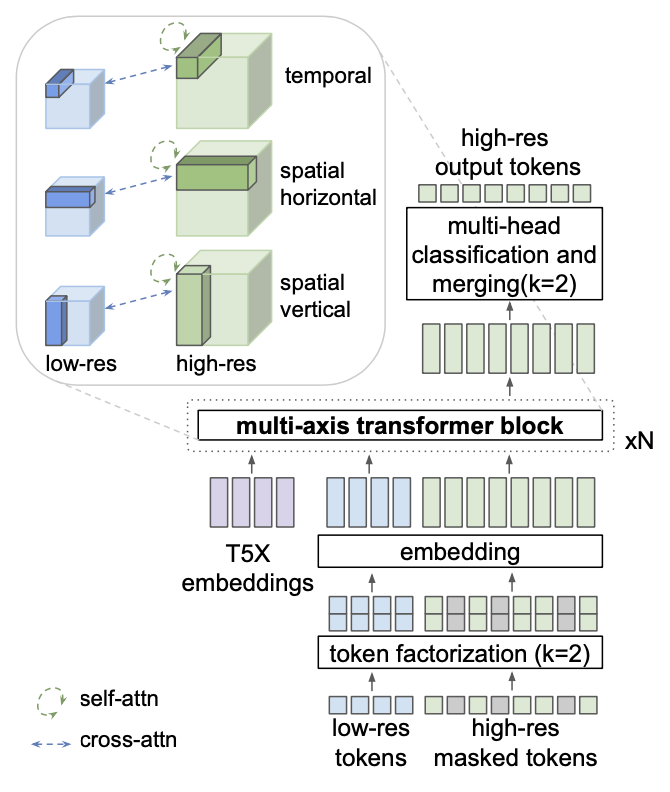 temporal
spatial
horizontal
spatial
vertical
low-res
high-res
high-res
output tokens
multi-head
classification and
merging(k=2)
multi-axis transformer block
xN
T5X
embeddings
embedding
token factorization (k=2)
low-res
tokens
high-res
masked tokens
self-attn
cross-attn